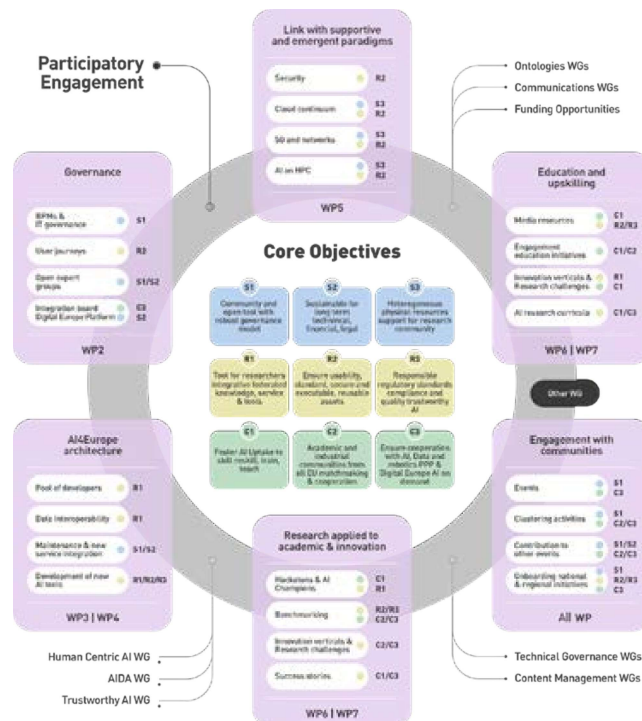 Link with supportive
and emergent paradigms
Security
R2
Cloud continuum
S3
R2
5G and networks
S3
R2
AI on HPC
S3
R2
WP5
Participatory
Engagement
Ontologies WGs
Communications WGs
Funding Opportunities
Governance
BPMs &
IT governance
S1
User journeys
R3
Open expert
groups
S1/S2
Integration board
Digital Europe Platform
C3
S2
WP2
Education and
upskilling
Media resources
C1
R2/R3
Engagement
education initiatives
C1/C2
Innovation verticals &
Research challenges
R1
C1
AI research curricula
C1/C3
WP6 | WP7
Core Objectives
S1
Community and
open tool with
robust governance
model
S2
Sustainable for
long term
technical,
financial, legal
S3
Heterogeneous
physical resources
support for research
community
R1
Tool for researchers
integrative federated
knowledge, service
& tools
R2
Ensure usability,
standard, secure and
executable, reusable
assets
R3
Responsible
regulatory standards
compliance and
quality trustworthy
AI
C1
Foster AI Uptake to
skill reskill, train,
teach
C2
Academic and
industrial
communities from
all EU matchmaking
& cooperation
C3
Ensure cooperation
with AI, Data and
robotics PPP &
Digital Europe AI on
demand
Other WG
AI4Europe
architecture
Pool of developers
R1
Data interoperability
R1
Maintenance & new
service integration
S1/S2
Development of new
AI tools
R1/R2/R3
WP3 | WP4
Engagement with
communities
Events
S1
C3
Clustering activities
S1
C2/C3
Contribution to
other events
S1/S2
C2/C3
Onboarding national
& regional initiatives
S1
R2/R3
C3
All WP
Research applied to
academic & innovation
Hackatons & AI
Champions
C1
R1
Benchmarking
R2/R3
C2/C3
Innovation verticals &
Research challenges
C2/C3
Success stories
C1/C3
WP6 | WP7
Human Centric AI WG
AIDA WG
Trustworthy AI WG
Technical Governance WGs
Content Management WGs